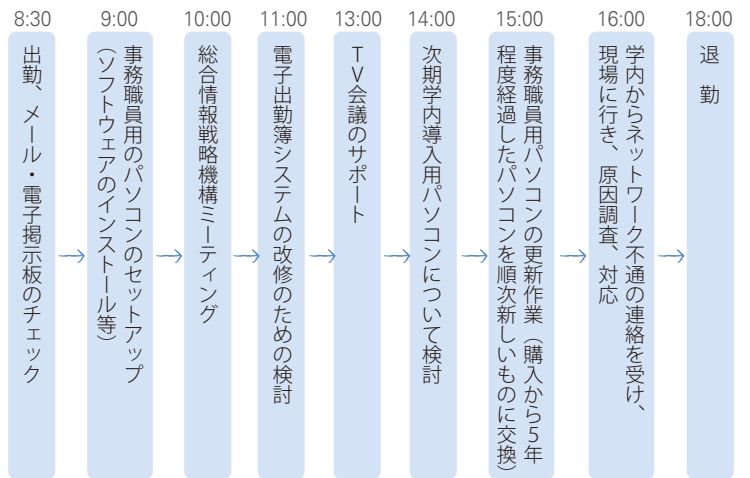 8:30
出勤、メール・電子掲示板のチェック
9:00
事務職員用のパソコンのセットアップ
（ソフトウェアのインストール等）
10:00
総合情報戦略機構ミーティング
11:00
電子出勤簿システムの改修のための検討
13:00
TV会議のサポート
14:00
次期学内導入用パソコンについて検討
15:00
事務職員用パソコンの更新作業（購入から5年
程度経過したパソコンを順次新しいものに交換）
16:00
学内からネットワーク不通の連絡を受け、
現場に行き、原因調査、対応
18:00
退　勤